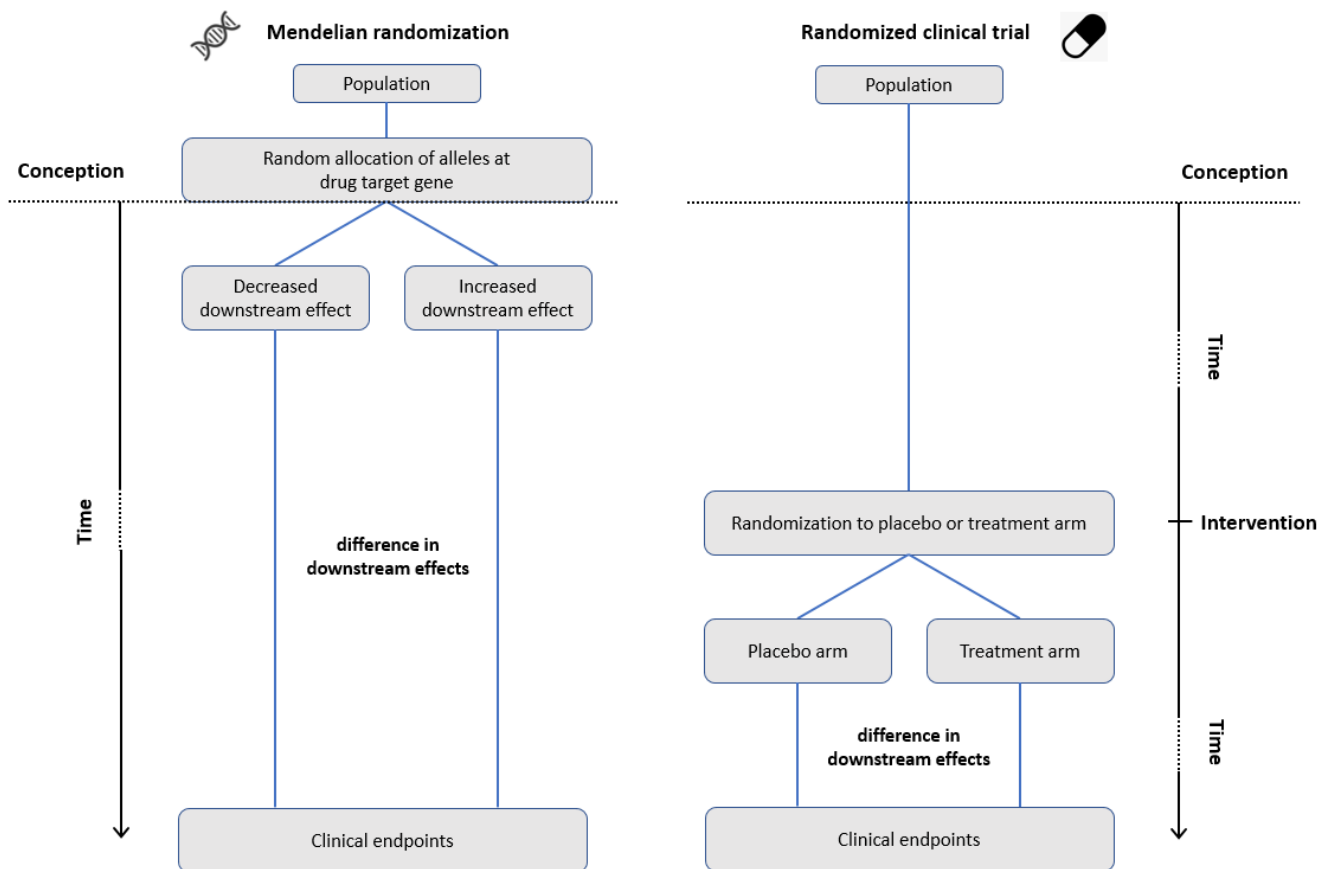 Mendelian randomization
Population
Random allocation of alleles at
drug target gene
Conception
Decreased
downstream effect
Increased
downstream effect
Time
difference in
downstream effects
Clinical endpoints
Randomized clinical trial
Population
Conception
Time
Randomization to placebo or treatment arm
Intervention
Placebo arm
Treatment arm
difference in
downstream effects
Time
Clinical endpoints